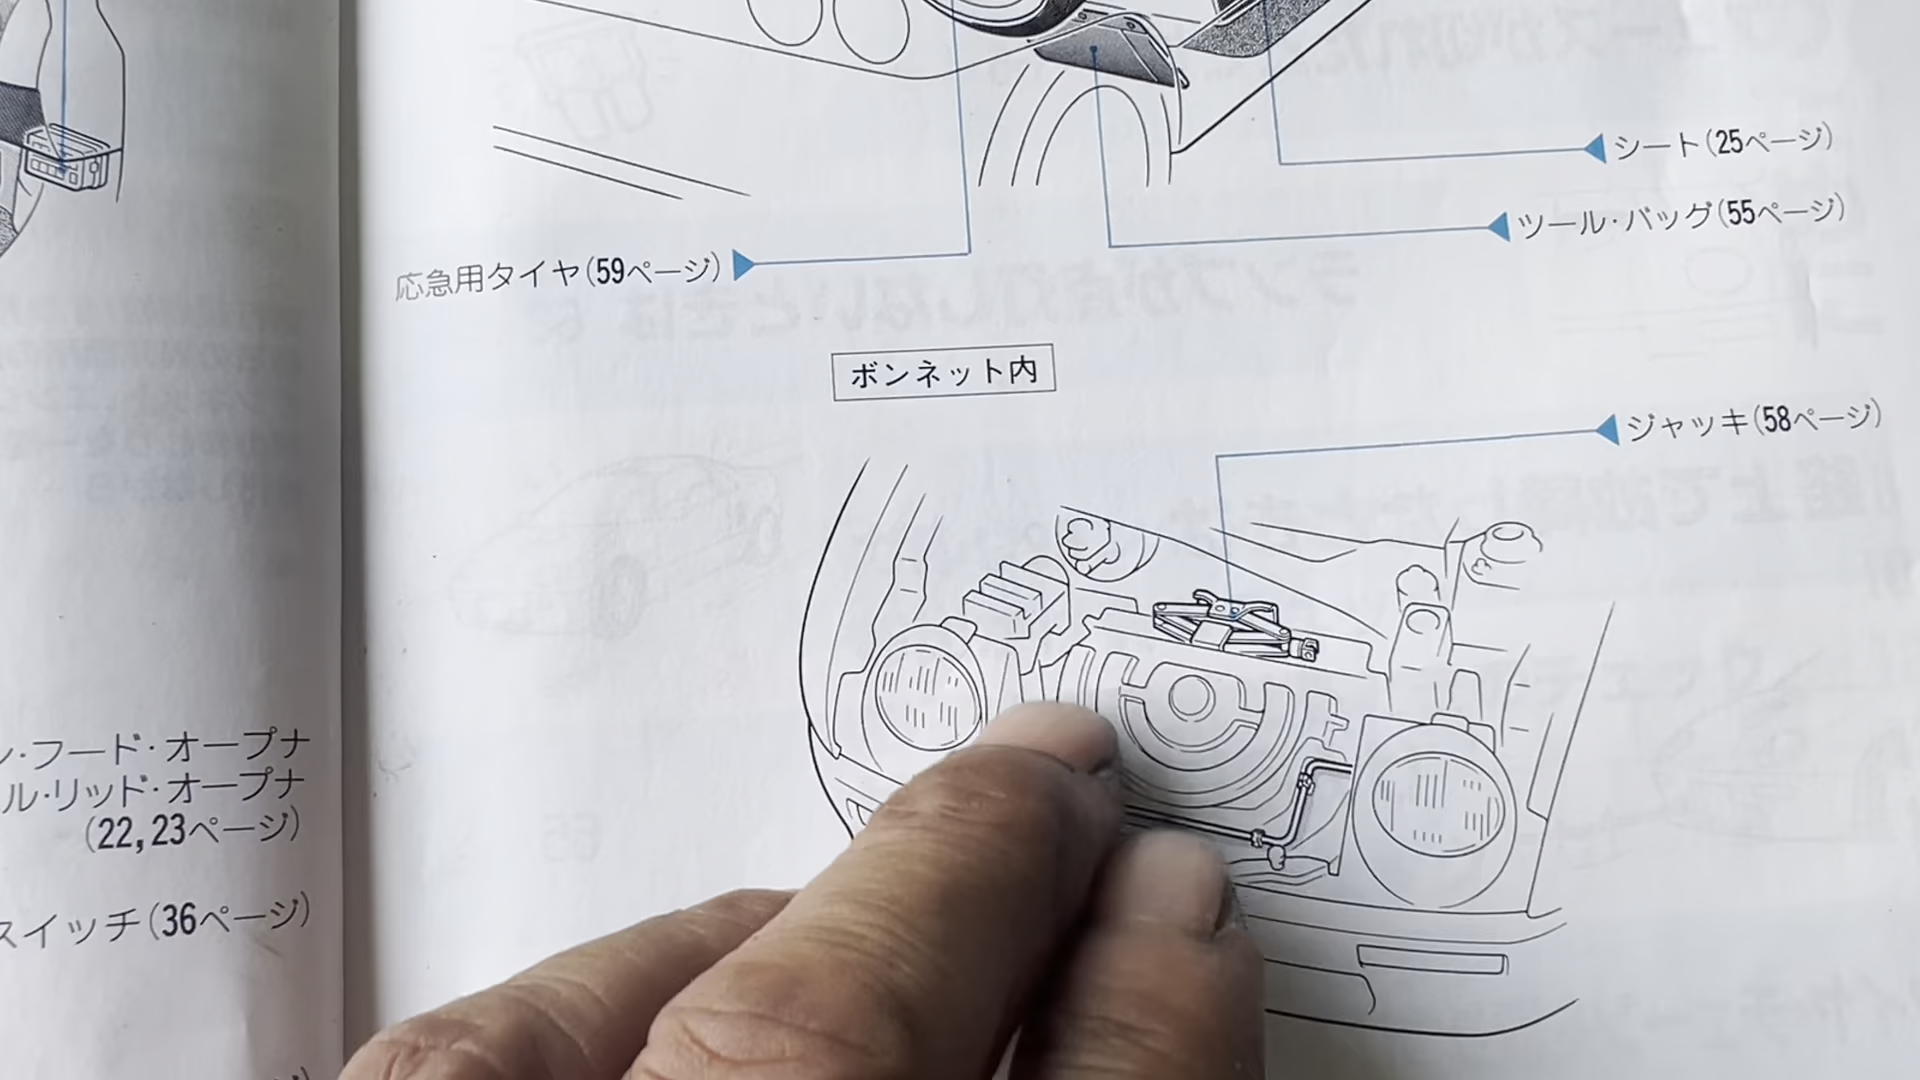 ン・フード・オープナ
ル・リッド・オープナ
(22,23ページ)
スイッチ(36ページ)
シート(25ページ)
ツール・バッグ(55ページ)
応急用タイヤ(59ページ)
ボンネット内
ジャッキ(58ページ)